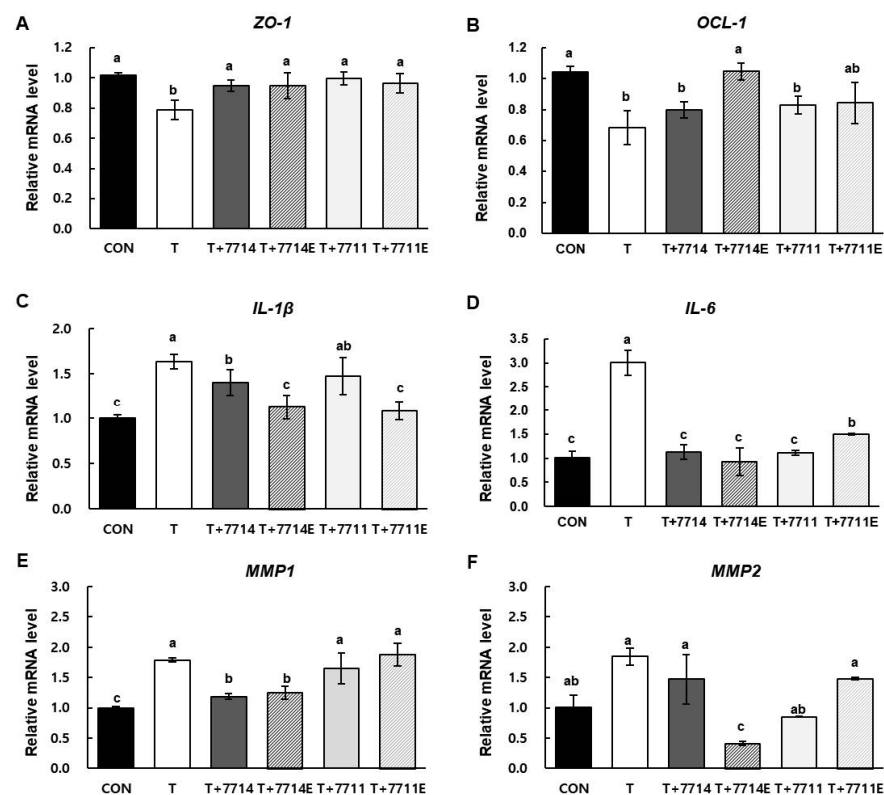 A
ZO-1
Relative mRNA level
1.2
1.0
0.8
0.6
0.4
0.2
0.0
a
b
a
a
a
a
CON
T
T+7714
T+7714E
T+7711
T+7711E
B
OCL-1
Relative mRNA level
1.2
1.0
0.8
0.6
0.4
0.2
0.0
a
b
b
a
b
ab
CON
T
T+7714
T+7714E
T+7711
T+7711E
C
IL-1β
Relative mRNA level
2.0
1.5
1.0
0.5
0.0
c
a
b
c
ab
c
CON
T
T+7714
T+7714E
T+7711
T+7711E
D
IL-6
Relative mRNA level
3.5
3.0
2.5
2.0
1.5
1.0
0.5
0.0
c
a
c
c
c
b
CON
T
T+7714
T+7714E
T+7711
T+7711E
E
MMP1
Relative mRNA level
3.0
2.5
2.0
1.5
1.0
0.5
0.0
c
a
b
b
a
a
CON
T
T+7714
T+7714E
T+7711
T+7711E
F
MMP2
Relative mRNA level
3.0
2.5
2.0
1.5
1.0
0.5
0.0
ab
a
a
c
ab
a
CON
T
T+7714
T+7714E
T+7711
T+7711E